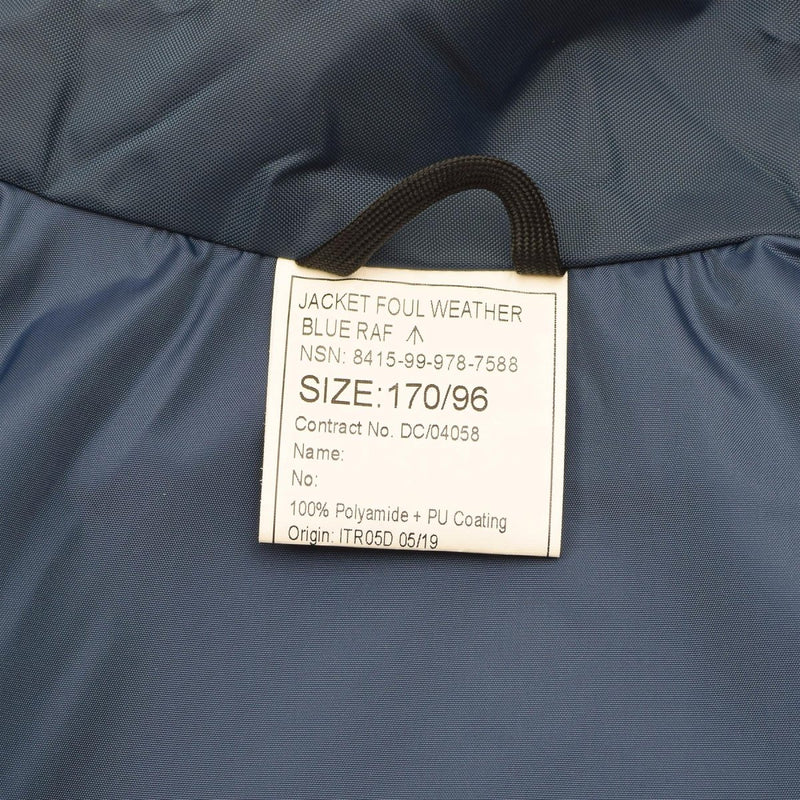 JACKET FOUL WEATHER
BLUE RAF ↑
NSN: 8415-99-978-7588
SIZE:170/96
Contract No. DC/04058
Name:
No:
100% Polyamide + PU Coating
Origin: ITR05D 05/19